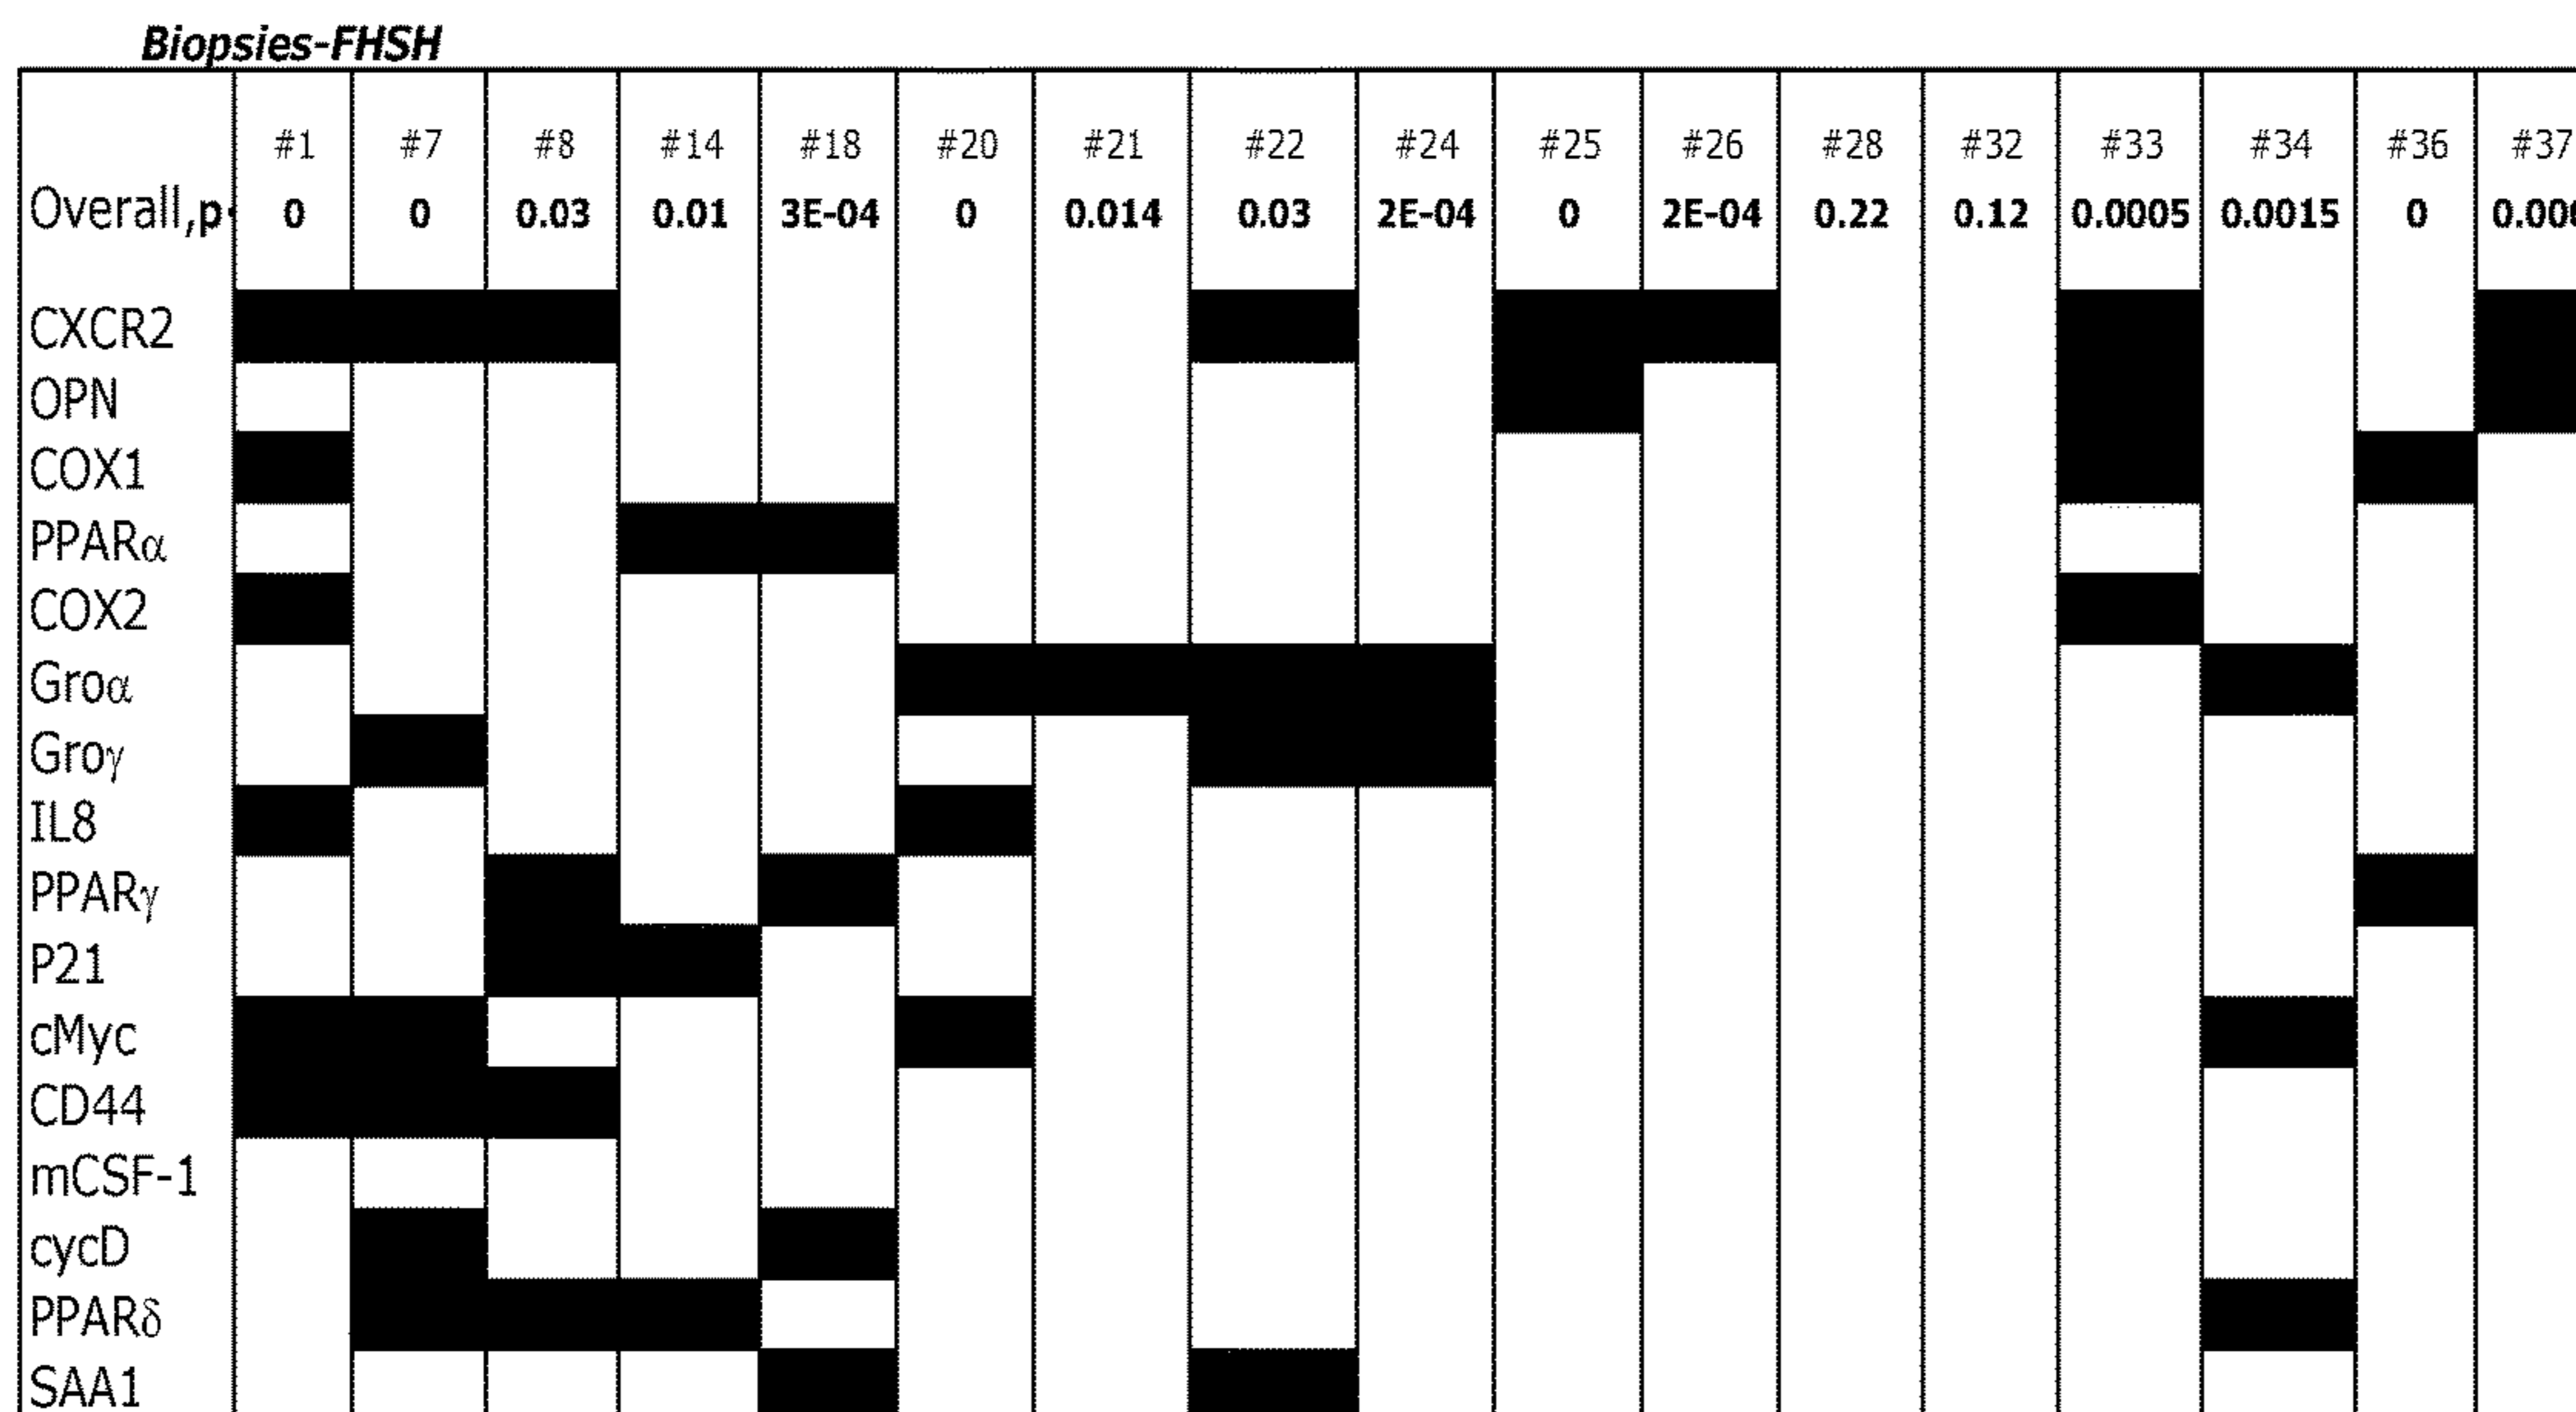 Biopsies-FHSH
#1 #7 #8 #14 #18 #20 #21 #22 #24 #25 #26 #28 #32 #33 #34 #36 #37
Overall,p 0 0 0.03 0.01 3E-04 0 0.014 0.03 2E-04 0 2E-04 0.22 0.12 0.0005 0.0015 0
CXCR2
OPN
COX1
PPARα
COX2
Groα
Groγ
IL8
PPARγ
P21
cMyc
CD44
mCSF-1
cycD
PPARδ
SAA1